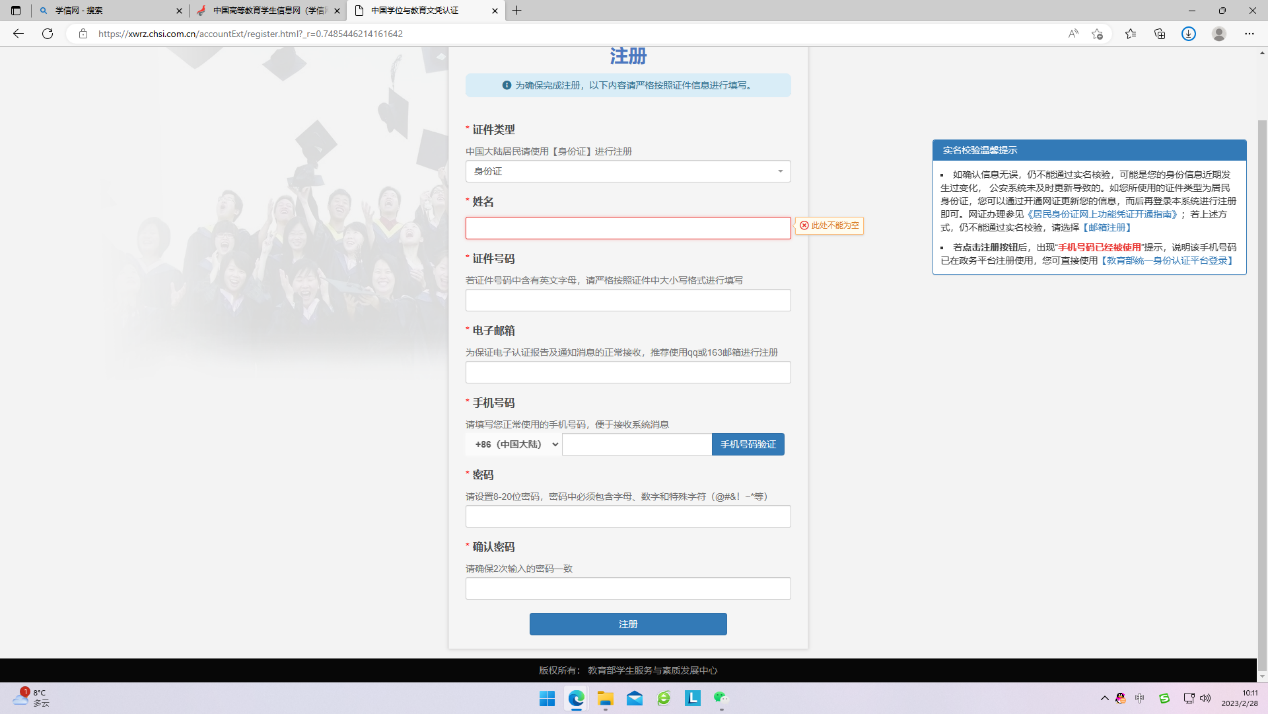 学信网 - 搜索
中国高等教育学生信息网（学信
中国学位与教育文凭认证
https://xwrz.chsi.com.cn/accountExt/register.html?_r=0.7485446214161642
注册
为确保完成注册，以下内容请严格按照证件信息进行填写。
* 证件类型
中国大陆居民请使用【身份证】进行注册
身份证
* 姓名
此处不能为空
* 证件号码
若证件号码中含有英文字母，请严格按照证件中大小写格式进行填写
* 电子邮箱
为保证电子认证报告及通知消息的正常接收，推荐使用qq或163邮箱进行注册
* 手机号码
请填写您正常使用的手机号码，便于接收系统消息
+86（中国大陆）
手机号码验证
* 密码
请设置8-20位密码，密码中必须包含字母、数字和特殊字符（@#&！~^等）
* 确认密码
请确保2次输入的密码一致
注册
实名校验温馨提示
• 如确认信息无误，仍不能通过实名核验，可能是您的身份信息近期发
生过变化， 公安系统未及时更新导致的。如您所使用的证件类型为居民
身份证，您可以通过开通网证更新您的信息，而后再登录本系统进行注册
即可。网证办理参见《居民身份证网上功能凭证开通指南》；若上述方
式，仍不能通过实名校验，请选择【邮箱注册】
• 若点击注册按钮后，出现“手机号码已经被使用”提示，说明该手机号码
已在政务平台注册使用，您可直接使用【教育部统一身份认证平台登录】
版权所有： 教育部学生服务与素质发展中心
1
8°C
多云
L
中
10:11
2023/2/28